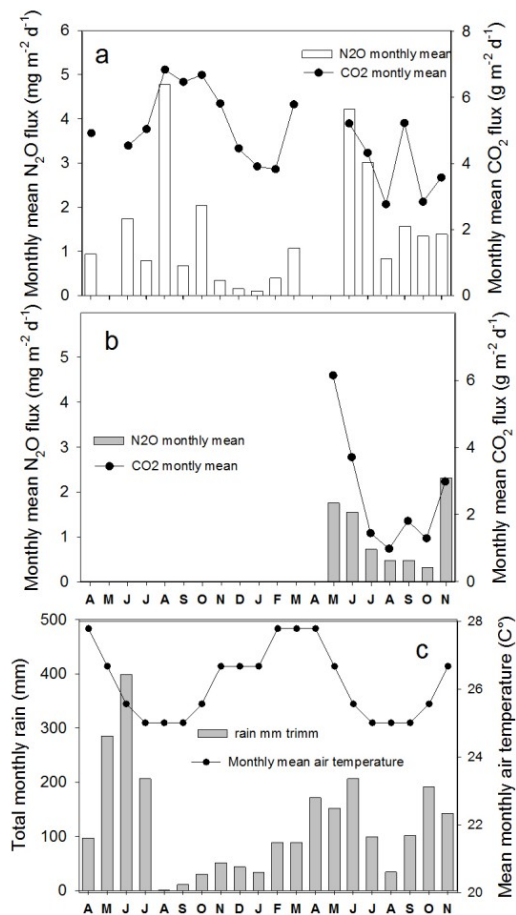 a
N2O monthly mean
CO2 montly mean
Monthly mean N₂O flux (mg m⁻² d⁻¹)
Monthly mean CO₂ flux (g m⁻² d⁻¹)
6
5
4
3
2
1
0
8
6
4
2
0
b
N2O monthly mean
CO2 montly mean
Monthly mean N₂O flux (mg m⁻² d⁻¹)
Monthly mean CO₂ flux (g m⁻² d⁻¹)
5
4
3
2
1
0
6
4
2
0
A M J J A S O N D J F M A M J J A S O N
c
rain mm trimm
Monthly mean air temperature
Total monthly rain (mm)
Mean monthly air temperature (C°)
500
400
300
200
100
0
28
26
24
22
20
A M J J A S O N D J F M A M J J A S O N